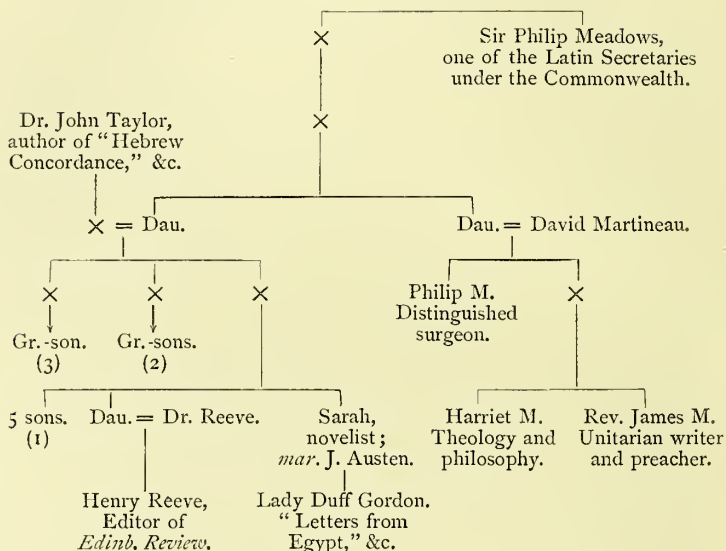 ×
Sir Philip Meadows,
one of the Latin Secretaries
under the Commonwealth.
Dr. John Taylor,
author of "Hebrew
Concordance," &c.
×
× = Dau.
Dau. = David Martineau.
× × ×
Philip M.
Distinguished
surgeon.
×
Gr.-son.
(3)
Gr.-sons.
(2)
5 sons.
(1)
Dau. = Dr. Reeve.
Sarah,
novelist;
mar. J. Austen.
Harriet M.
Theology and
philosophy.
Rev. James M.
Unitarian writer
and preacher.
Henry Reeve,
Editor of
Edinb. Review.
Lady Duff Gordon.
"Letters from
Egypt," &c.